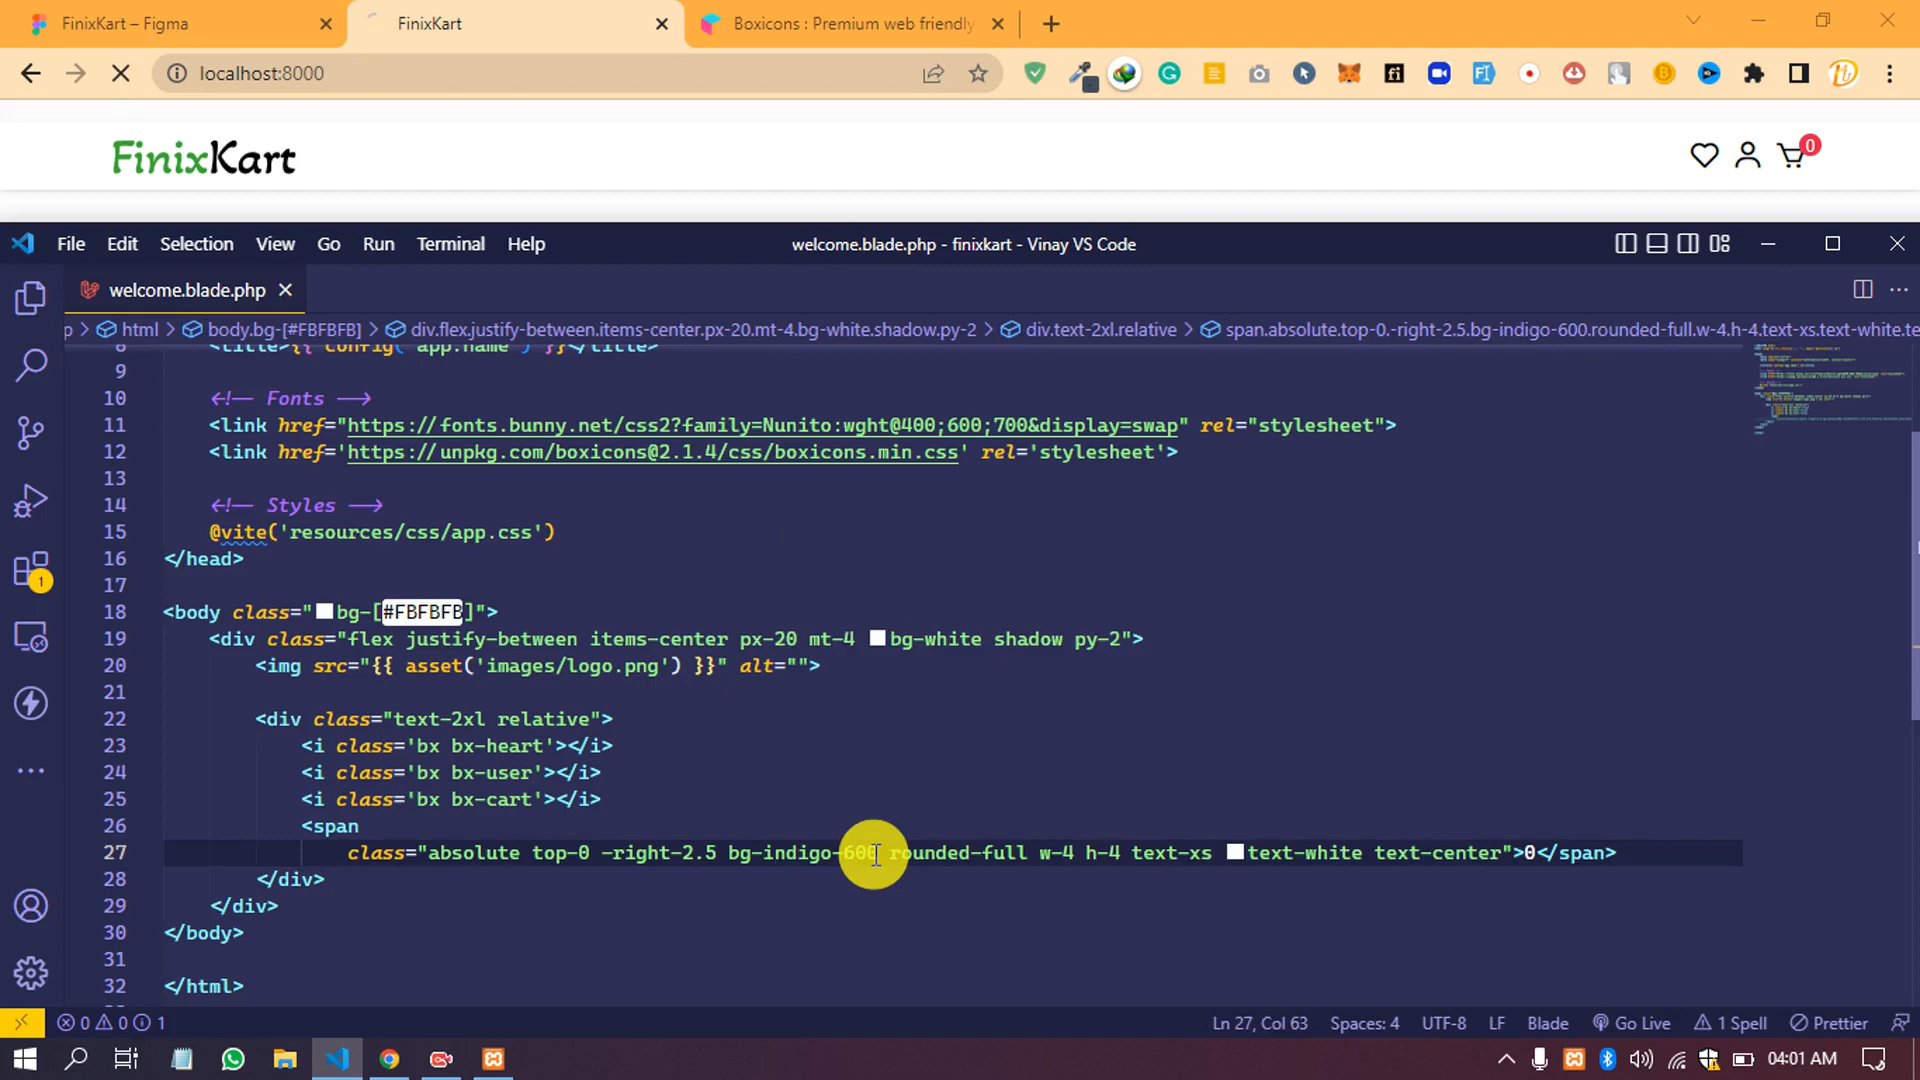 FinixKart – Figma
FinixKart
Boxicons : Premium web friendly
localhost:8000
FinixKart
0
File Edit Selection View Go Run Terminal Help
welcome.blade.php - finixkart - Vinay VS Code
welcome.blade.php
p > html > body.bg-[#FBFBFB] > div.flex.justify-between.items-center.px-20.mt-4.bg-white.shadow.py-2 > div.text-2xl.relative > span.absolute.top-0.-right-2.5.bg-indigo-600.rounded-full.w-4.h-4.text-xs.text-white.te
8 <title>{{ config('app.name') }}</title>
9
10 <!-- Fonts -->
11 <link href="https://fonts.bunny.net/css2?family=Nunito:wght@400;600;700&display=swap" rel="stylesheet">
12 <link href='https://unpkg.com/boxicons@2.1.4/css/boxicons.min.css' rel='stylesheet'>
13
14 <!-- Styles -->
15 @vite('resources/css/app.css')
16 </head>
17
18 <body class="bg-[#FBFBFB]">
19 <div class="flex justify-between items-center px-20 mt-4 bg-white shadow py-2">
20 <img src="{{ asset('images/logo.png') }}" alt="">
21
22 <div class="text-2xl relative">
23 <i class='bx bx-heart'></i>
24 <i class='bx bx-user'></i>
25 <i class='bx bx-cart'></i>
26 <span
27 class="absolute top-0 -right-2.5 bg-indigo-600 rounded-full w-4 h-4 text-xs text-white text-center">0</span>
28 </div>
29 </div>
30 </body>
31
32 </html>
1
0 0 1
Ln 27, Col 63 Spaces: 4 UTF-8 LF Blade Go Live 1 Spell Prettier
04:01 AM